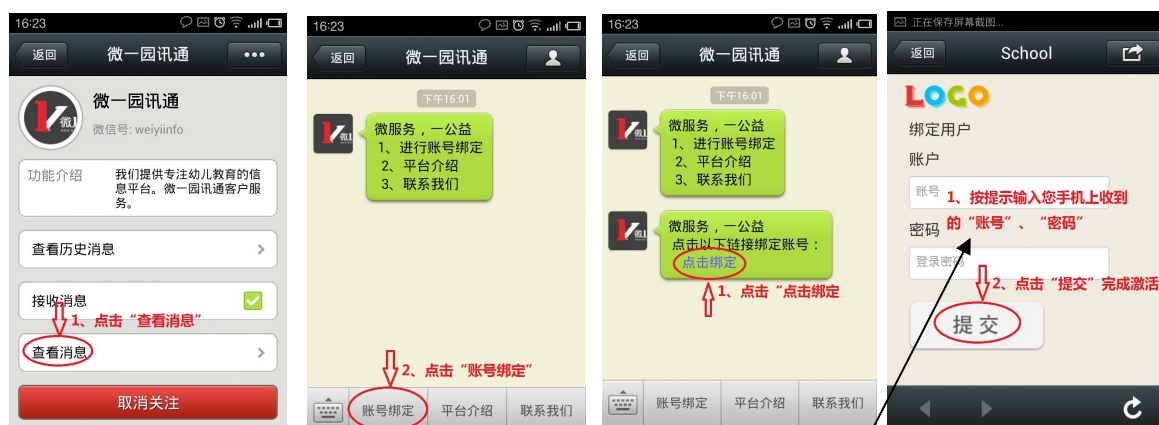 16:23
返回
微一园讯通
微一园讯通
微信号: weiyiinfo
功能介绍
我们提供专注幼儿教育的信
息平台。微一园讯通客户服
务。
查看历史消息
接收消息
1、点击“查看消息”
查看消息
取消关注
16:23
返回
微一园讯通
下午16:01
微服务，一公益
1、进行账号绑定
2、平台介绍
3、联系我们
2、点击“账号绑定”
账号绑定
平台介绍
联系我们
16:23
返回
微一园讯通
下午16:01
微服务，一公益
1、进行账号绑定
2、平台介绍
3、联系我们
微服务，一公益
点击以下链接绑定账号：
点击绑定
1、点击“点击绑定
账号绑定
平台介绍
联系我们
正在保存屏幕截图...
返回
School
LOGO
绑定用户
账户
账号
1、按提示输入您手机上收到
的“账号”、“密码”
密码
登录密码
2、点击“提交”完成激活
提交